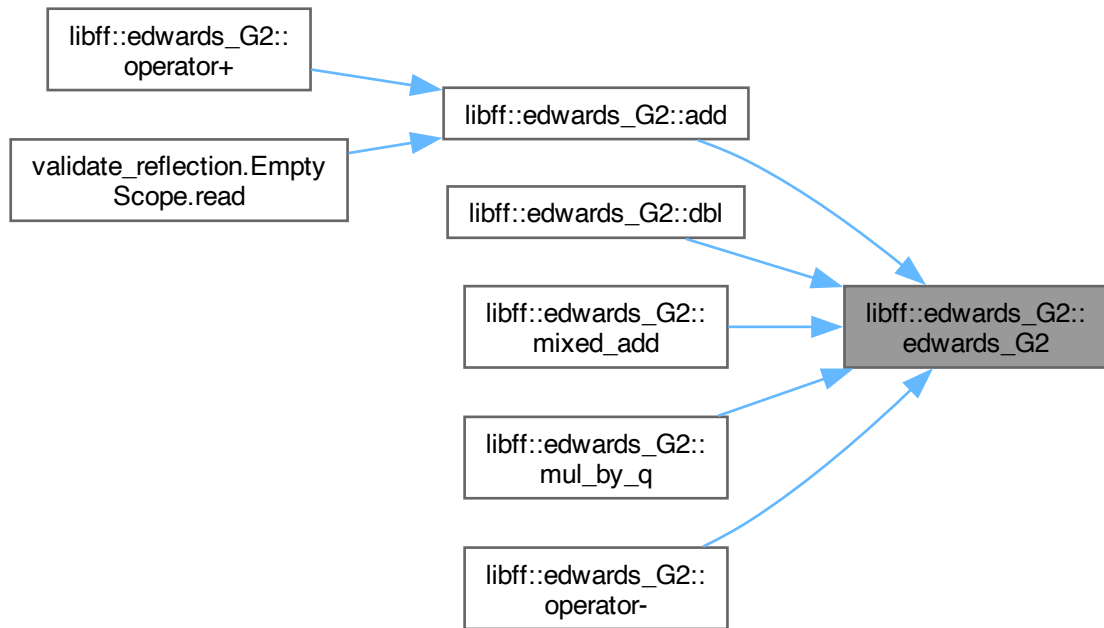 libff::edwards_G2::
operator+
validate_reflection.Empty
Scope.read
libff::edwards_G2::add
libff::edwards_G2::dbl
libff::edwards_G2::
mixed_add
libff::edwards_G2::
mul_by_q
libff::edwards_G2::
operator-
libff::edwards_G2::
edwards_G2